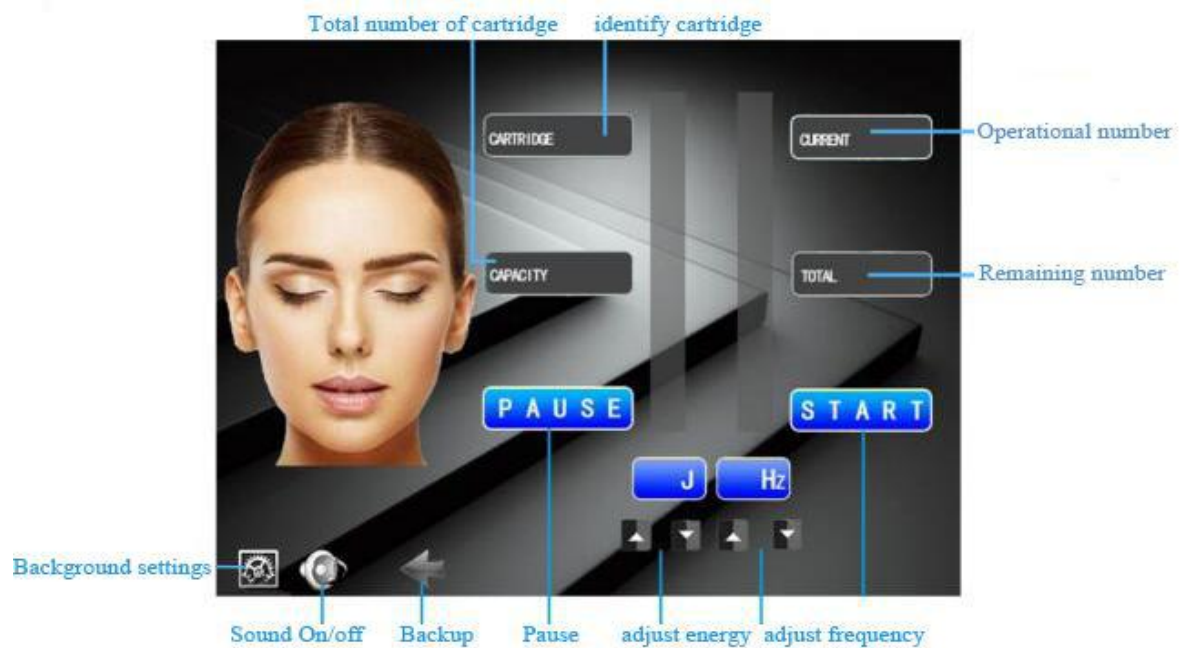 Total number of cartridge
identify cartridge
CARTRIDGE
CURRENT
Operational number
CAPACITY
TOTAL
Remaining number
PAUSE
START
J
Hz
Background settings
Sound On/off
Backup
Pause
adjust energy
adjust frequency